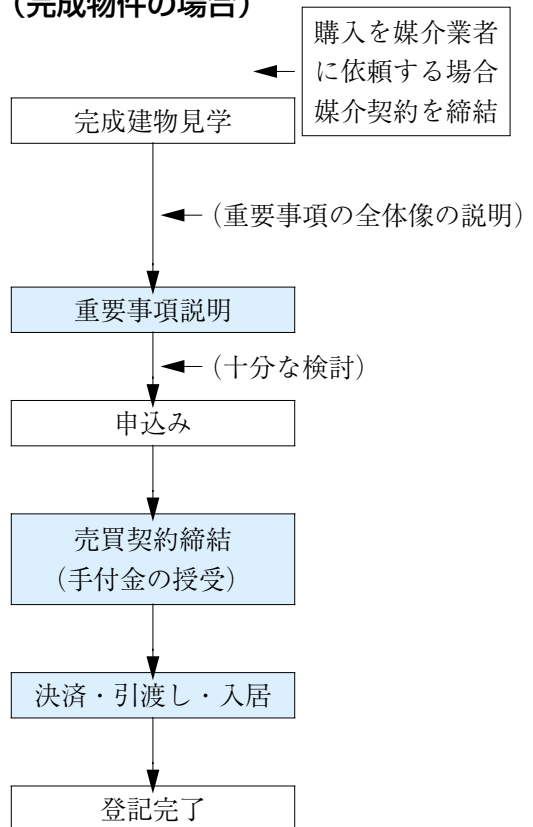 （完成物件の場合）
購入を媒介業者
に依頼する場合
媒介契約を締結
完成建物見学
（重要事項の全体像の説明）
重要事項説明
（十分な検討）
申込み
売買契約締結
（手付金の授受）
決済・引渡し・入居
登記完了